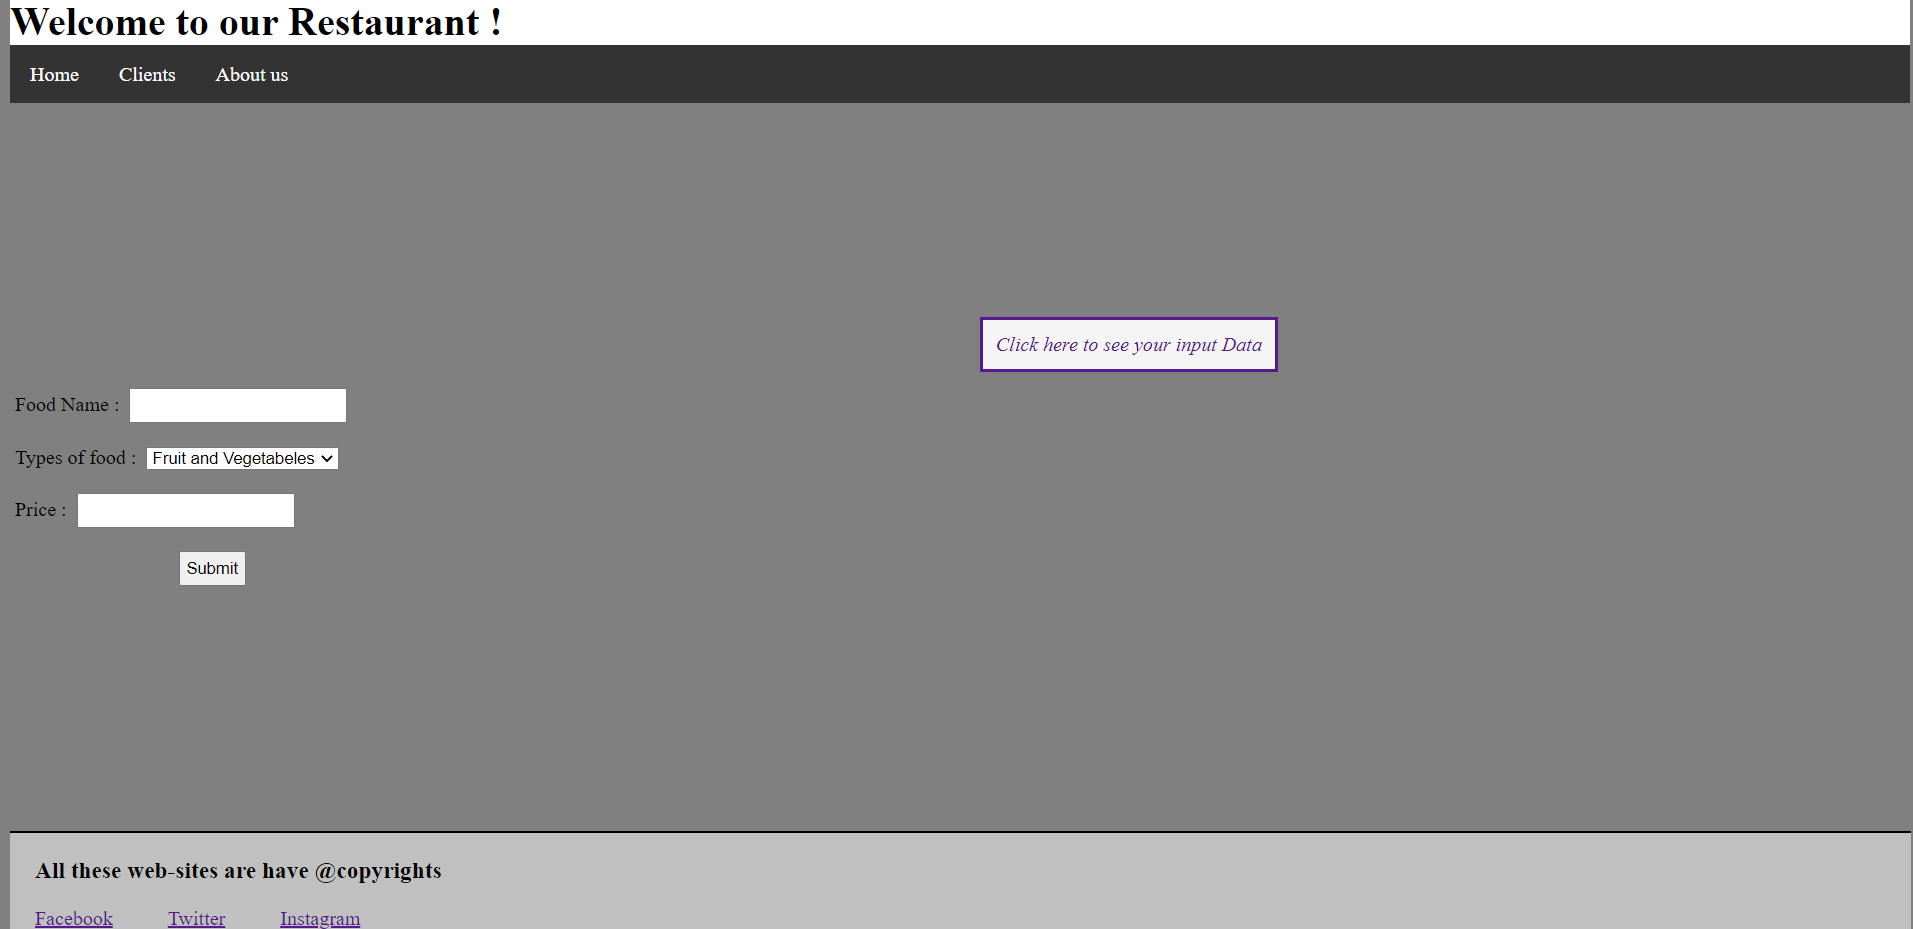 Welcome to our Restaurant !
Home Clients About us
Click here to see your input Data
Food Name :
Types of food : Fruit and Vegetabeles
Price :
Submit
All these web-sites are have @copyrights
Facebook Twitter Instagram